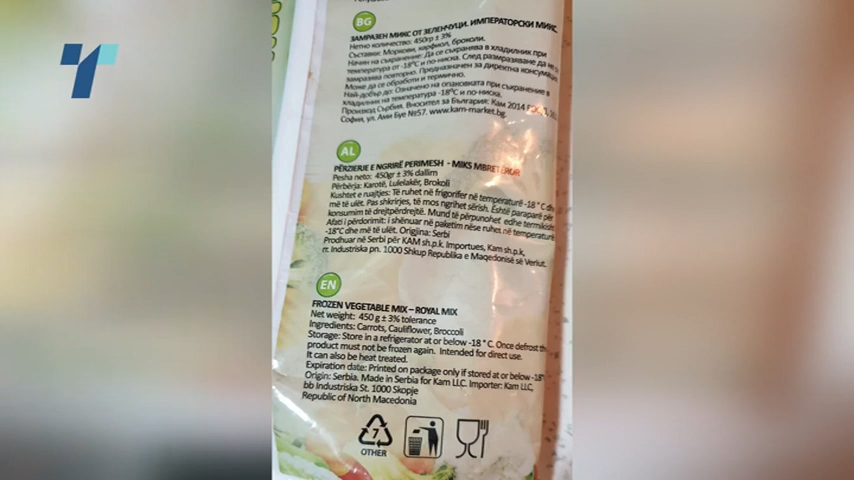 BG
ЗАМРАЗЕН МИКС ОТ ЗЕЛЕНЧУЦИ. ИМПЕРАТОРСКИ МИКС
Нетно количество: 450гр ± 3%
Съставки: Моркови, карфиол, броколи.
Начин на съхранение: Да се съхранява в хладилник при
температура от -18°C и по-ниска. След размразяване да не се
замразява повторно. Предназначен за директна консумация
Може да се обработи и термично.
Най-добър до: Означено на опаковката при съхранение в
хладилник на температура -18°C и по-ниска.
Произход Сърбия. Вносител за България: Кам 2014
София, ул. Ами Буе №57. www.kam-market.bg.
AL
PËRZJERJE E NGRIRË PERIMESH - MIKS MBRETËROR
Pesha neto: 450gr ± 3% dallim
Përbërja: Karotë, Lulelakër, Brokoli
Kushtet e ruajtjes: Të ruhet në frigorifer në temperaturë -18 ° C dhe
më të ulët. Pas shkrirjes, të mos ngrihet sërish. Është paraparë për
konsumim të drejtpërdrejtë. Mund të përpunohet edhe termikisht
Afati i përdorimit: i shënuar në paketim nëse ruhet në temperaturë
-18°C dhe më të ulët. Origjina: Serbi
Prodhuar në Serbi për KAM sh.p.k. Importues, Kam sh.p.k,
rr. Industriska pn. 1000 Shkup Republika e Maqedonisë së Veriut.
EN
FROZEN VEGETABLE MIX – ROYAL MIX
Net weight: 450 g ± 3% tolerance
Ingredients: Carrots, Cauliflower, Broccoli
Storage: Store in a refrigerator at or below -18 ° C. Once defrost
product must not be frozen again. Intended for direct use.
It can also be heat treated.
Expiration date: Printed on package only if stored at or below -18°
Origin: Serbia. Made in Serbia for Kam LLC. Importer: Kam LLC,
bb Industriska St. 1000 Skopje
Republic of North Macedonia
7
OTHER